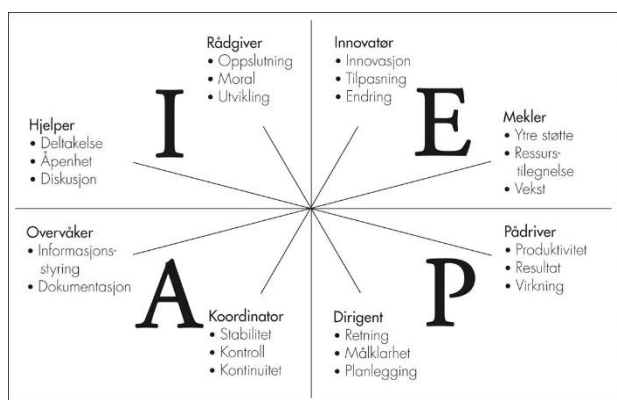 Rådgiver
• Oppslutning
• Moral
• Utvikling
Hjelper
• Deltakelse
• Åpenhet
• Diskusjon
I
Innovatør
• Innovasjon
• Tilpasning
• Endring
E
Mekler
• Ytre støtte
• Ressurs-
tilegnelse
• Vekst
Overvåker
• Informasjons-
styring
• Dokumentasjon
A
Koordinator
• Stabilitet
• Kontroll
• Kontinuitet
Pådriver
• Produktivitet
• Resultat
• Virkning
P
Dirigent
• Retning
• Målklarhet
• Planlegging